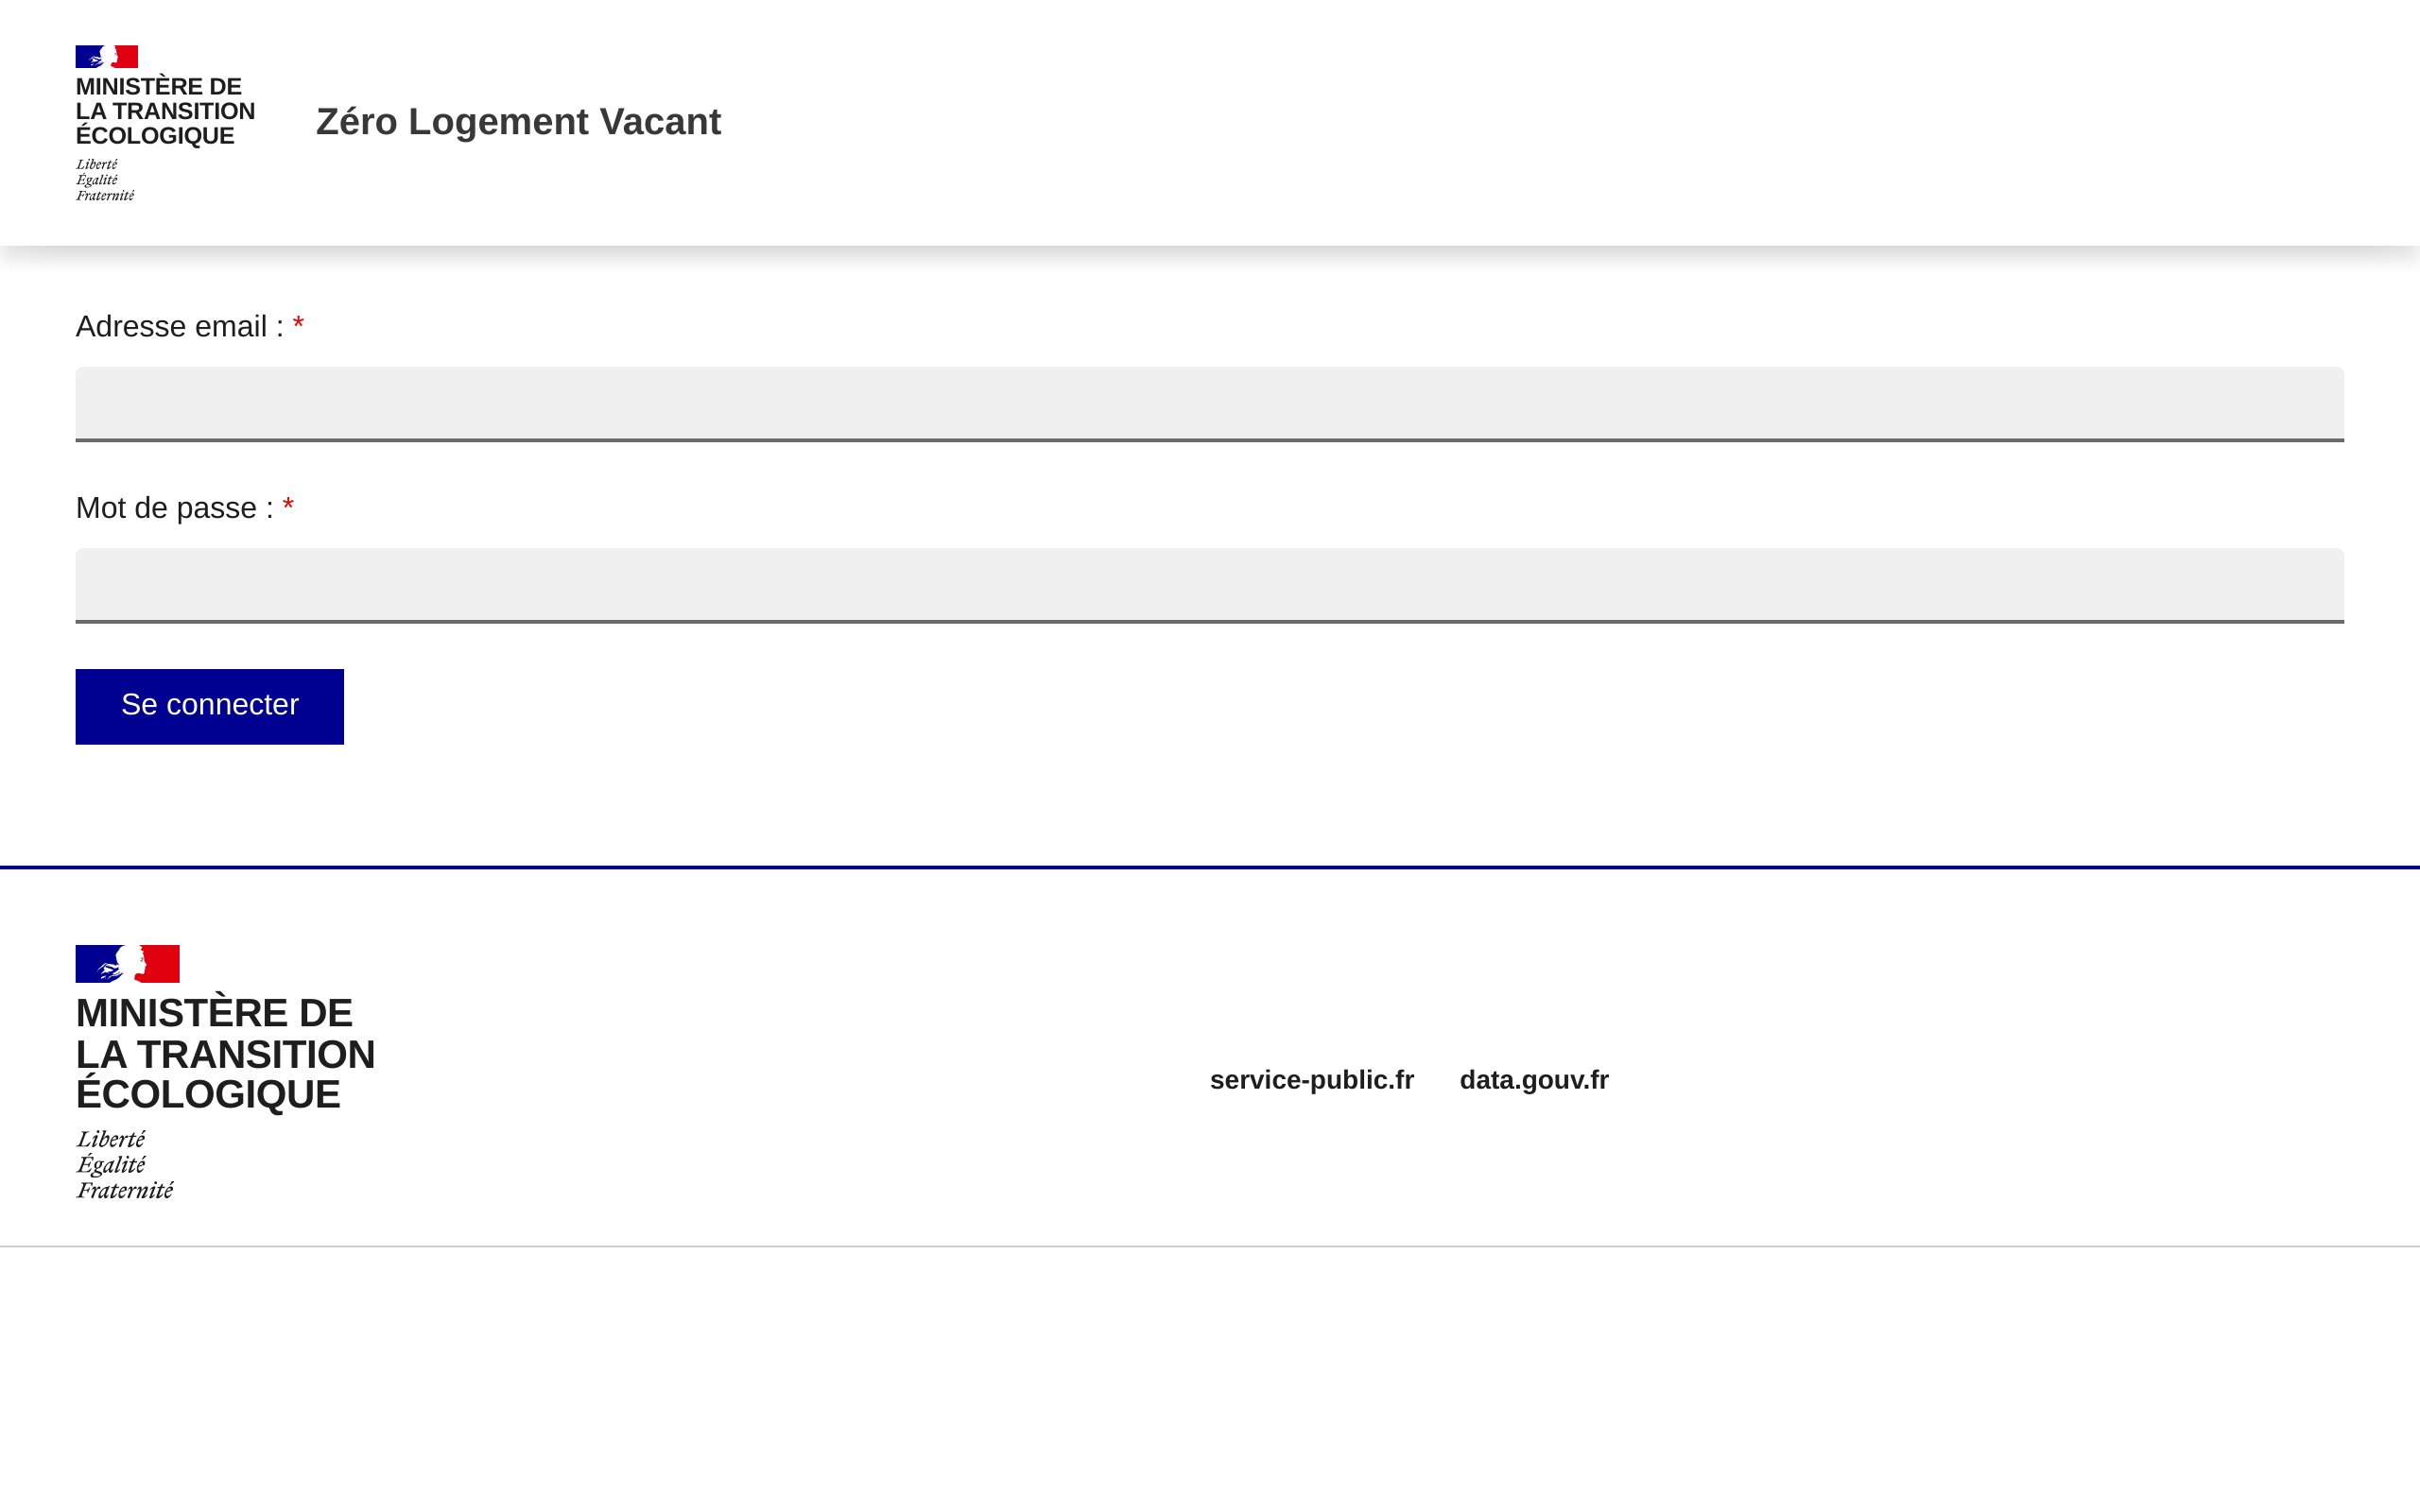 MINISTÈRE DE
LA TRANSITION
ÉCOLOGIQUE
Liberté
Égalité
Fraternité
Zéro Logement Vacant
Adresse email : *
Mot de passe : *
Se connecter
MINISTÈRE DE
LA TRANSITION
ÉCOLOGIQUE
Liberté
Égalité
Fraternité
service-public.fr data.gouv.fr